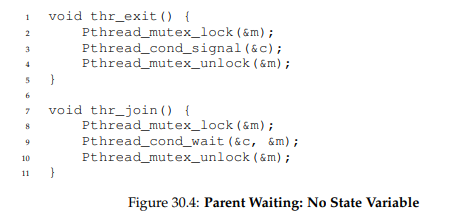 1 void thr_exit() {
2     Pthread_mutex_lock(&m);
3     Pthread_cond_signal(&c);
4     Pthread_mutex_unlock(&m);
5 }
6
7 void thr_join() {
8     Pthread_mutex_lock(&m);
9     Pthread_cond_wait(&c, &m);
10     Pthread_mutex_unlock(&m);
11 }
Figure 30.4: Parent Waiting: No State Variable